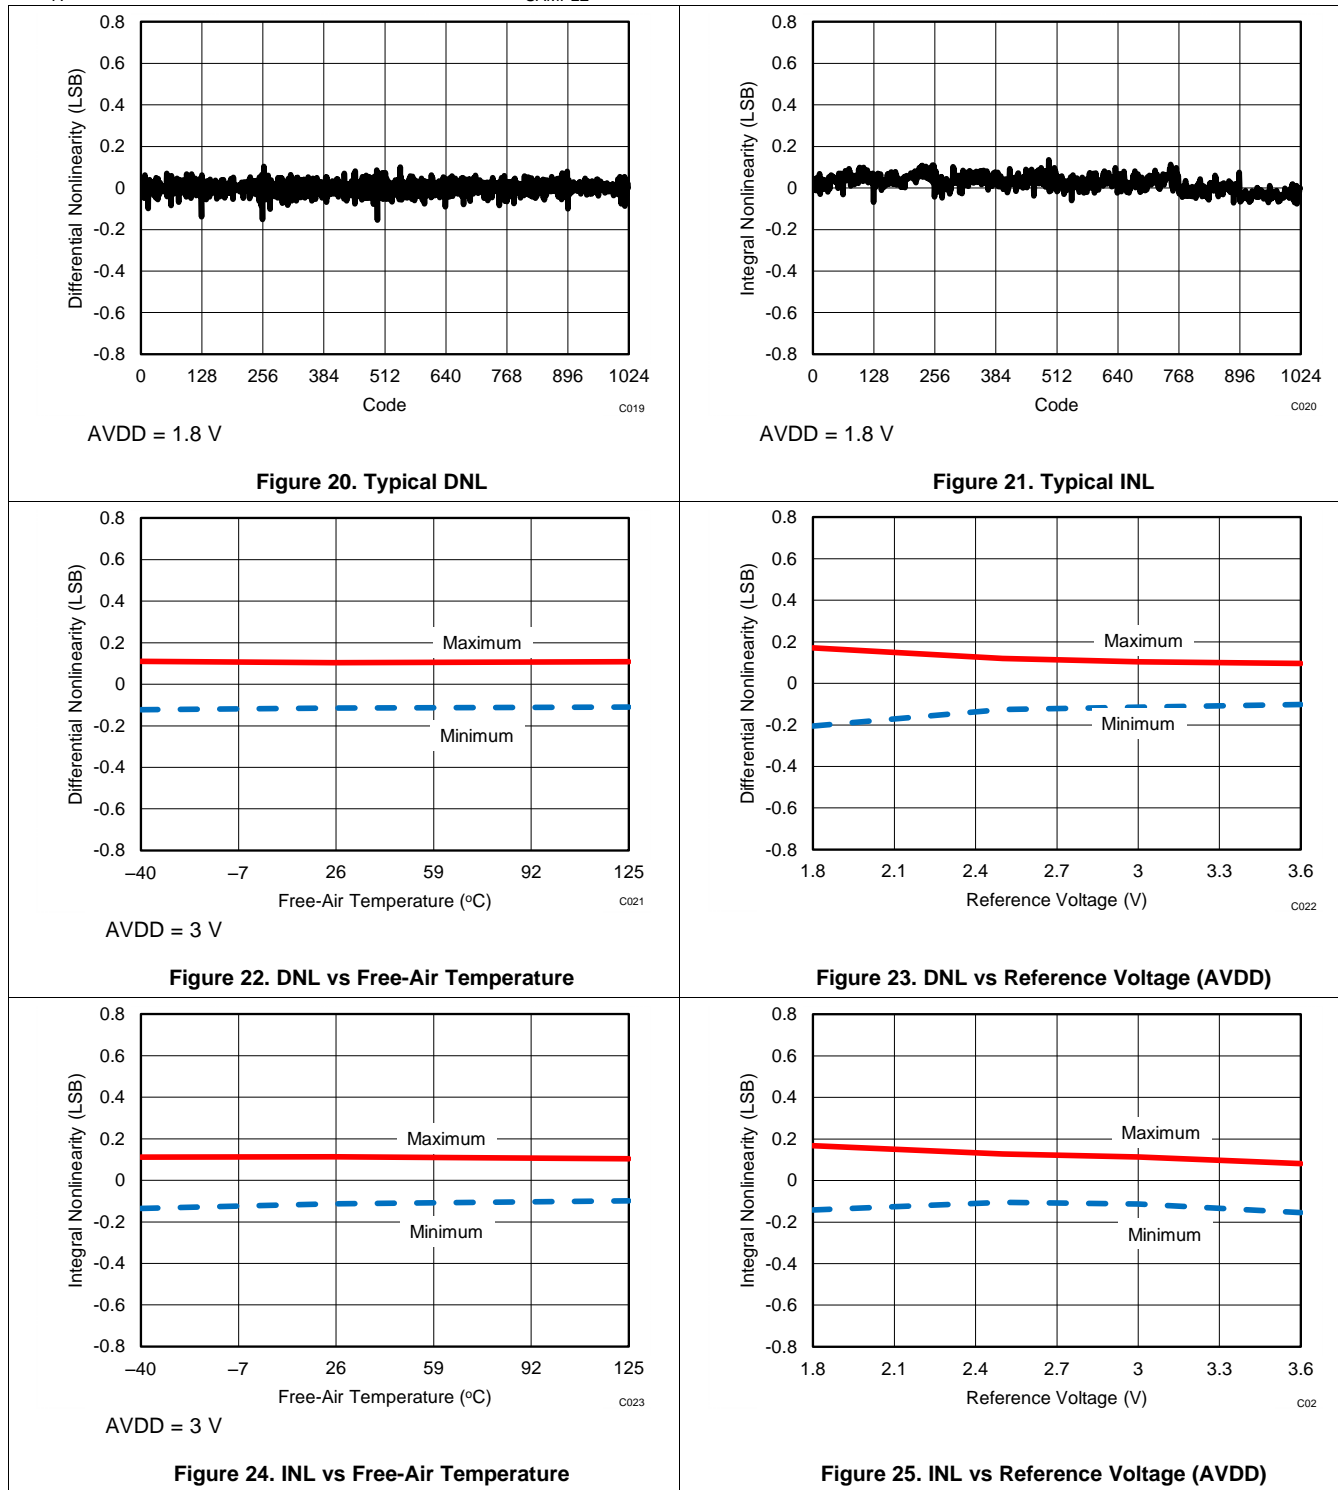 0.8
0.6
0.4
0.2
0
-0.2
-0.4
-0.6
-0.8
Differential Nonlinearity (LSB)
0 128 256 384 512 640 768 896 1024
Code
C019
AVDD = 1.8 V
Figure 20. Typical DNL
0.8
0.6
0.4
0.2
0
-0.2
-0.4
-0.6
-0.8
Integral Nonlinearity (LSB)
0 128 256 384 512 640 768 896 1024
Code
C020
AVDD = 1.8 V
Figure 21. Typical INL
0.8
0.6
0.4
0.2
0
-0.2
-0.4
-0.6
-0.8
Differential Nonlinearity (LSB)
Maximum
Minimum
–40 –7 26 59 92 125
Free-Air Temperature (ºC)
C021
AVDD = 3 V
Figure 22. DNL vs Free-Air Temperature
0.8
0.6
0.4
0.2
0
-0.2
-0.4
-0.6
-0.8
Differential Nonlinearity (LSB)
Maximum
Minimum
1.8 2.1 2.4 2.7 3 3.3 3.6
Reference Voltage (V)
C022
Figure 23. DNL vs Reference Voltage (AVDD)
0.8
0.6
0.4
0.2
0
-0.2
-0.4
-0.6
-0.8
Integral Nonlinearity (LSB)
Maximum
Minimum
–40 –7 26 59 92 125
Free-Air Temperature (ºC)
C023
AVDD = 3 V
Figure 24. INL vs Free-Air Temperature
0.8
0.6
0.4
0.2
0
-0.2
-0.4
-0.6
-0.8
Integral Nonlinearity (LSB)
Maximum
Minimum
1.8 2.1 2.4 2.7 3 3.3 3.6
Reference Voltage (V)
C02
Figure 25. INL vs Reference Voltage (AVDD)